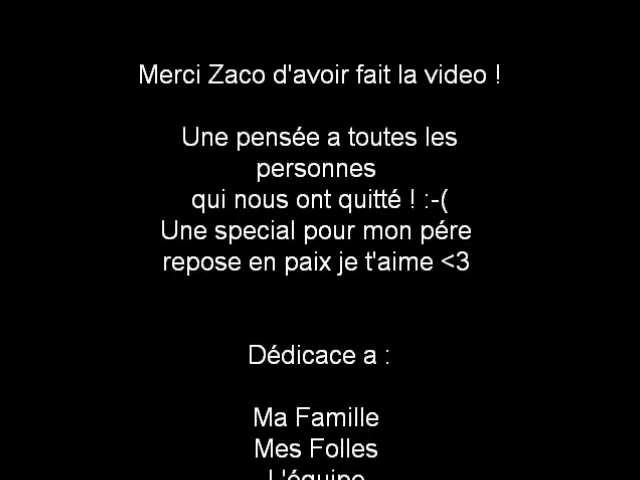 Merci Zaco d'avoir fait la video !
Une pensée a toutes les
personnes
qui nous ont quitté ! :-(
Une special pour mon pére
repose en paix je t'aime <3
Dédicace a :
Ma Famille
Mes Folles
L'équipe